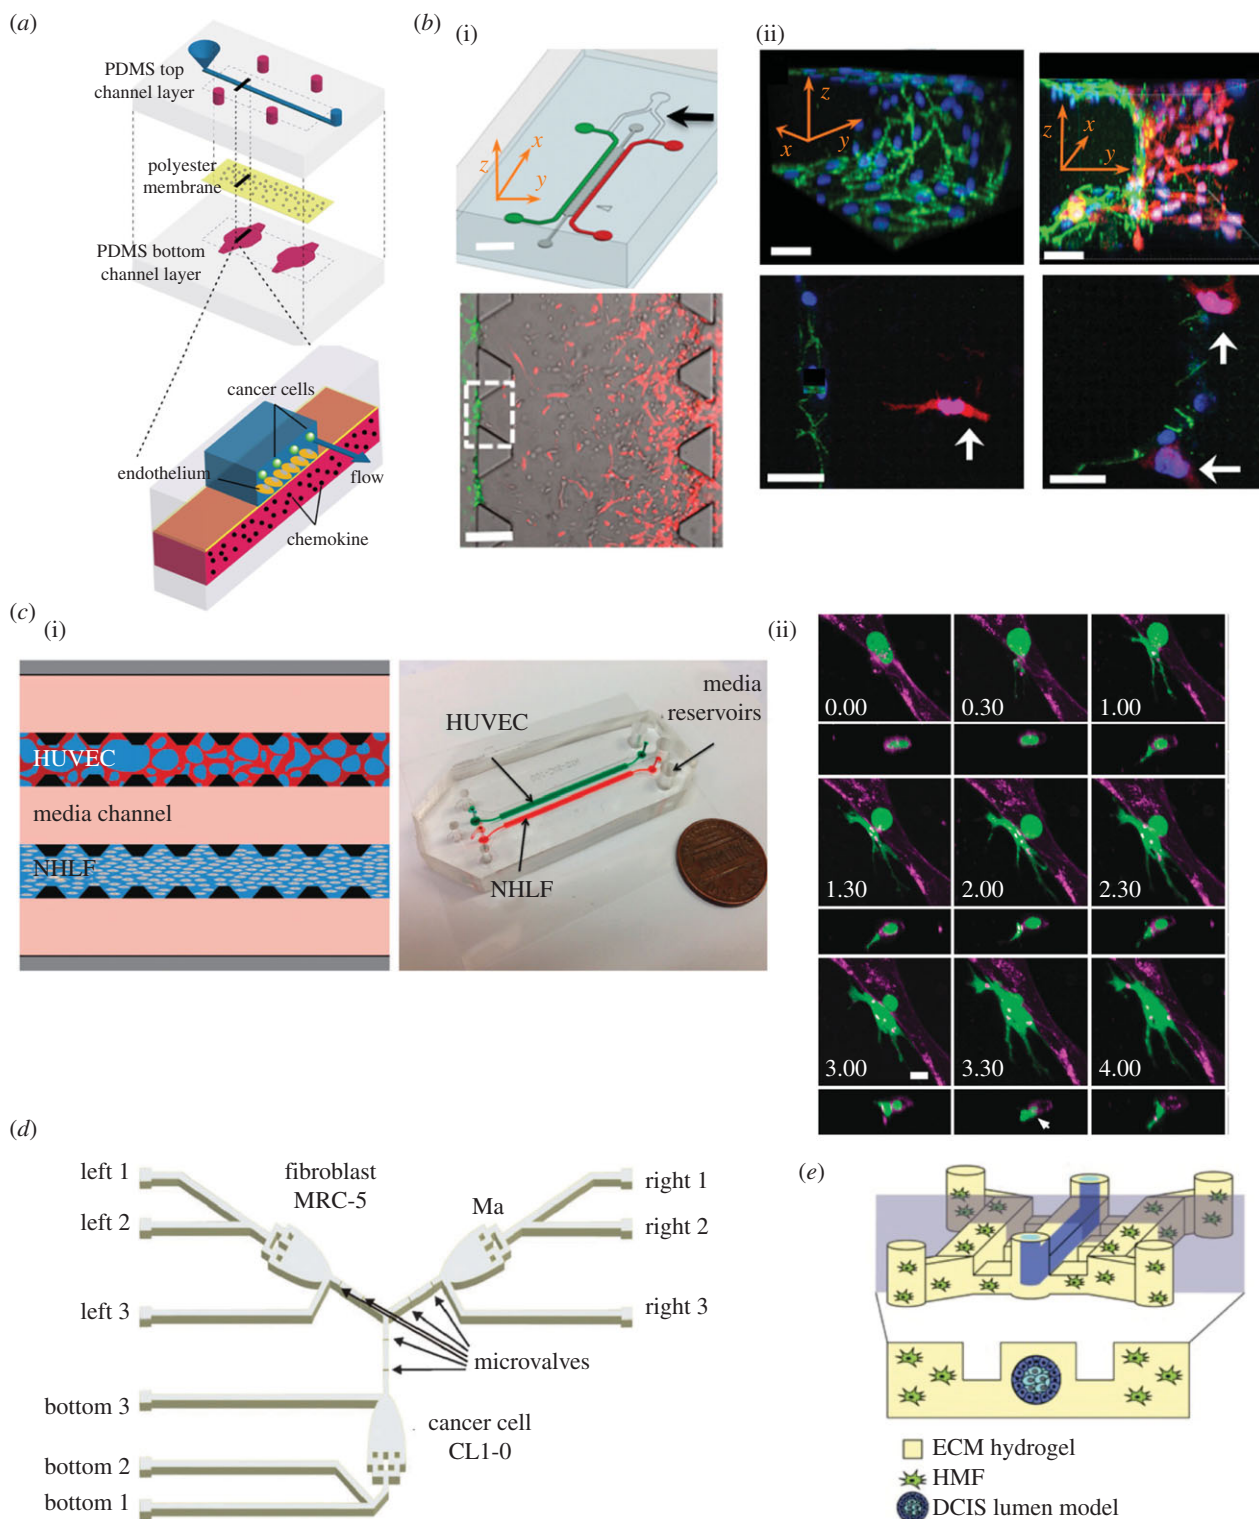 (a)
PDMS top
channel layer
polyester
membrane
PDMS bottom
channel layer
cancer cells
endothelium
flow
chemokine
(b)
(i)
z
x
y
(ii)
z
x
y
z
x
y
(c)
(i)
HUVEC
media channel
NHLF
HUVEC
media
reservoirs
NHLF
(ii)
0.00
0.30
1.00
1.30
2.00
2.30
3.00
3.30
4.00
(d)
left 1
left 2
left 3
fibroblast
MRC-5
Ma
right 1
right 2
right 3
microvalves
bottom 3
bottom 2
bottom 1
cancer cell
CL1-0
(e)
ECM hydrogel
HMF
DCIS lumen model